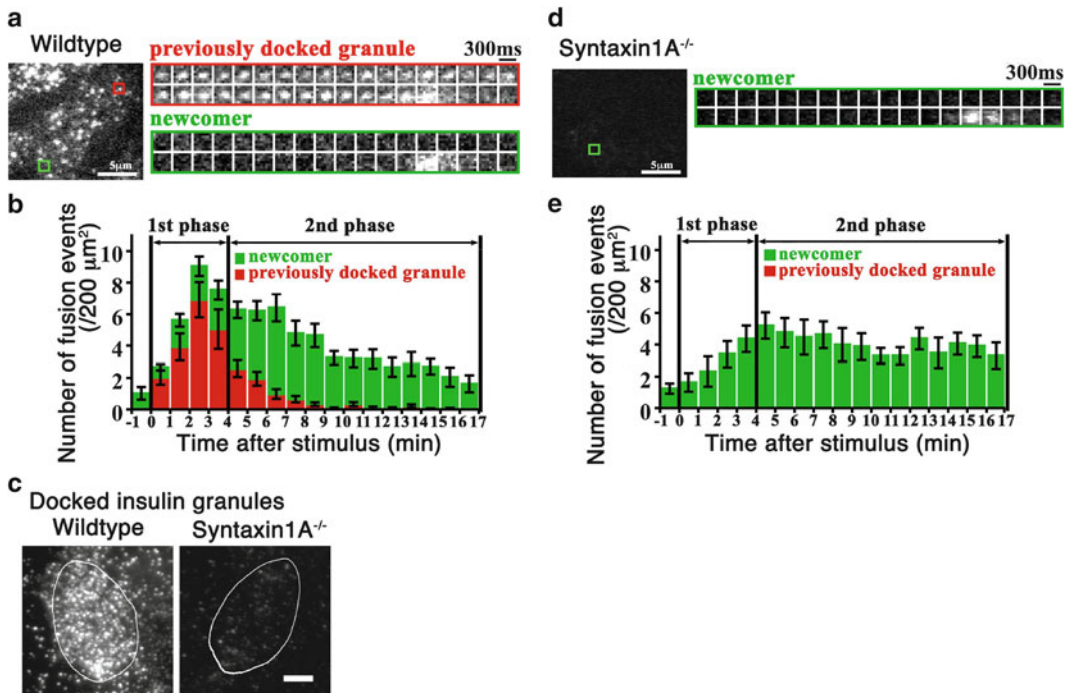 a
Wildtype
previously docked granule
300ms
newcomer
5μm
b
1st phase
2nd phase
newcomer
previously docked granule
Number of fusion events
(/200 μm²)
10
8
6
4
2
0
-1 0 1 2 3 4 5 6 7 8 9 10 11 12 13 14 15 16 17
Time after stimulus (min)
c
Docked insulin granules
Wildtype
Syntaxin1A-/-
d
Syntaxin1A-/-
newcomer
300ms
5μm
e
1st phase
2nd phase
newcomer
previously docked granule
Number of fusion events
(/200 μm²)
10
8
6
4
2
0
-1 0 1 2 3 4 5 6 7 8 9 10 11 12 13 14 15 16 17
Time after stimulus (min)